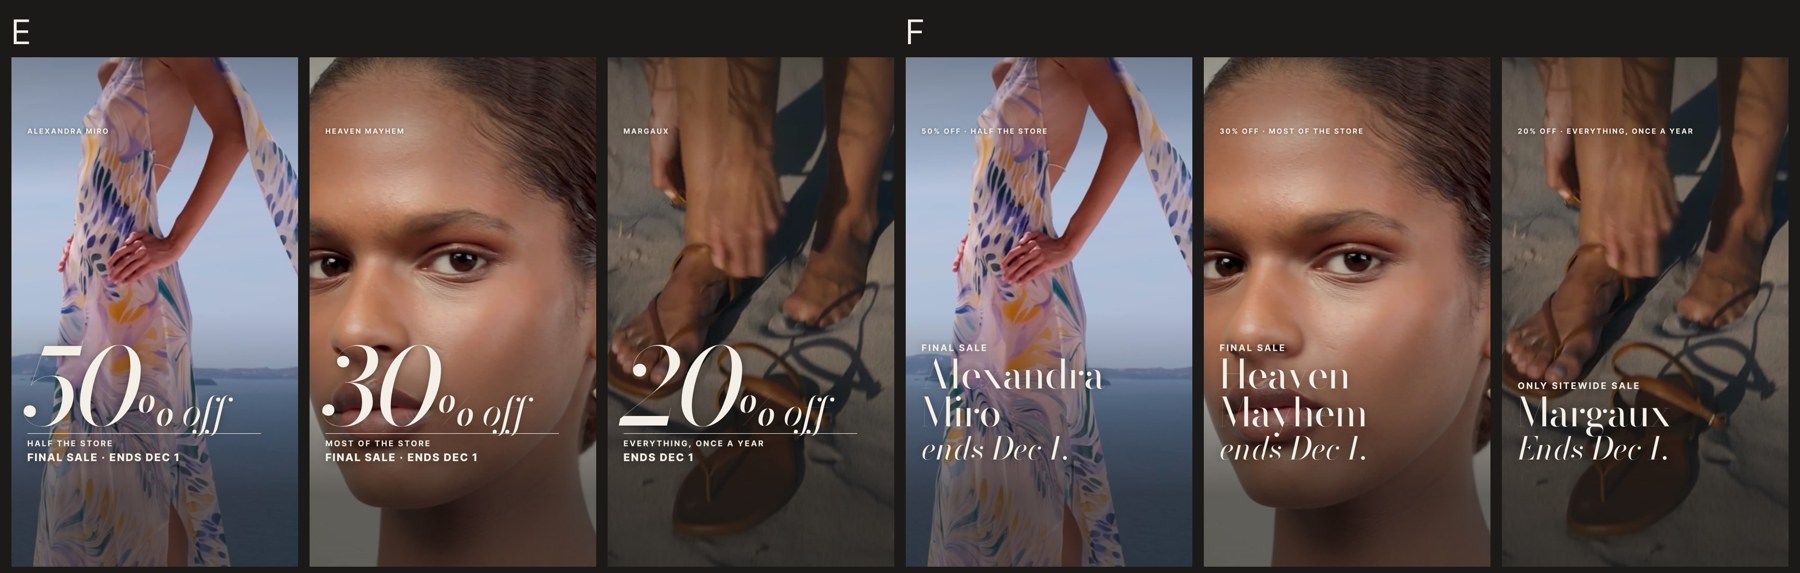 E
ALEXANDRA MIRO
50% off
HALF THE STORE
FINAL SALE · ENDS DEC 1
HEAVEN MAYHEM
30% off
MOST OF THE STORE
FINAL SALE · ENDS DEC 1
MARGAUX
20% off
EVERYTHING, ONCE A YEAR
ENDS DEC 1
F
50% OFF · HALF THE STORE
FINAL SALE
Alexandra
Miro
ends Dec 1.
30% OFF · MOST OF THE STORE
FINAL SALE
Heaven
Mayhem
ends Dec 1.
20% OFF · EVERYTHING, ONCE A YEAR
ONLY SITEWIDE SALE
Margaux
Ends Dec 1.